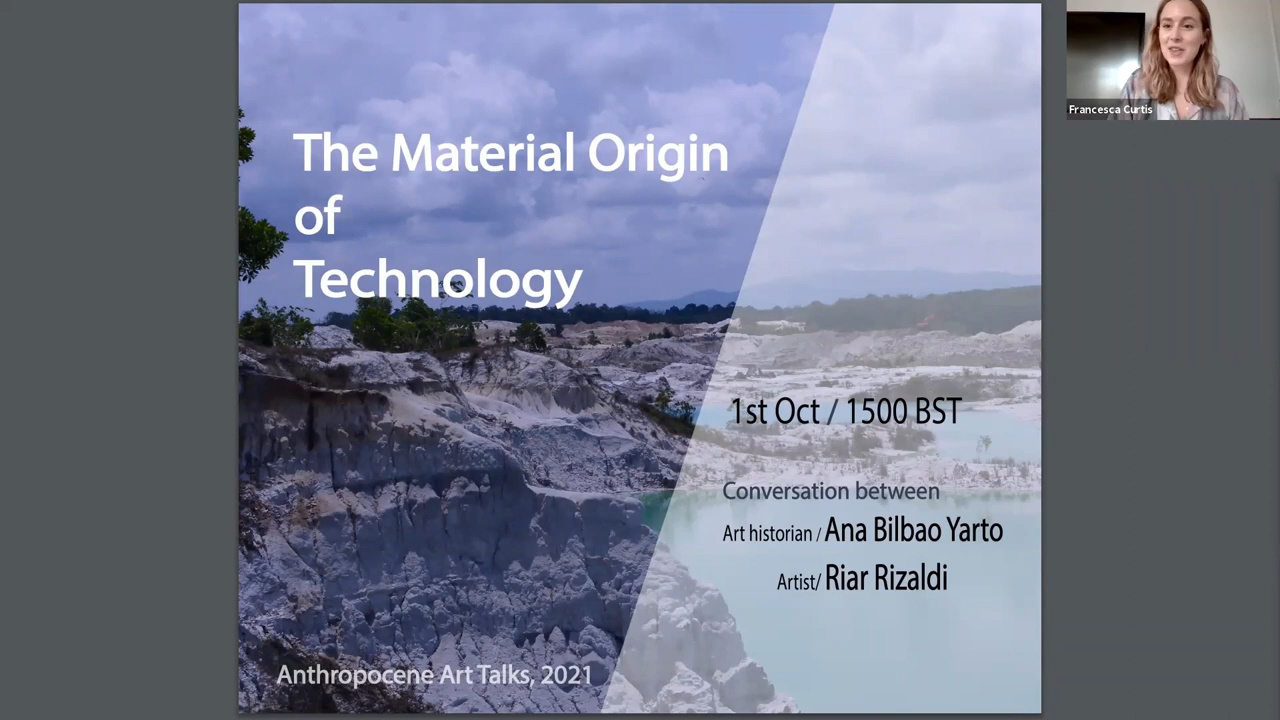 The Material Origin
of
Technology
1st Oct / 1500 BST
Conversation between
Art historian / Ana Bilbao Yarto
Artist/ Riar Rizaldi
Anthropocene Art Talks, 2021
Francesca Curtis